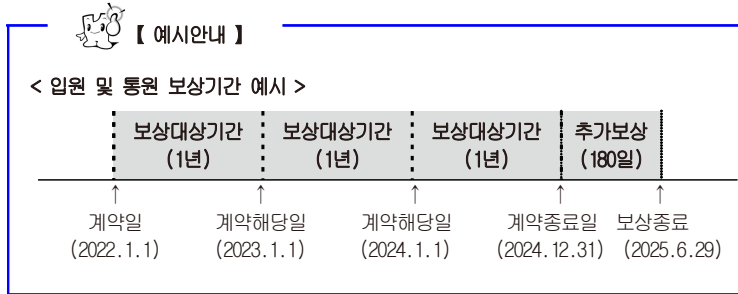 【 예시안내 】
< 입원 및 통원 보상기간 예시 >
보상대상기간 보상대상기간 보상대상기간 추가보상
(1년) (1년) (1년) (180일)
↑ ↑ ↑ ↑ ↑
계약일 계약해당일 계약해당일 계약종료일 보상종료
(2022.1.1) (2023.1.1) (2024.1.1) (2024.12.31) (2025.6.29)